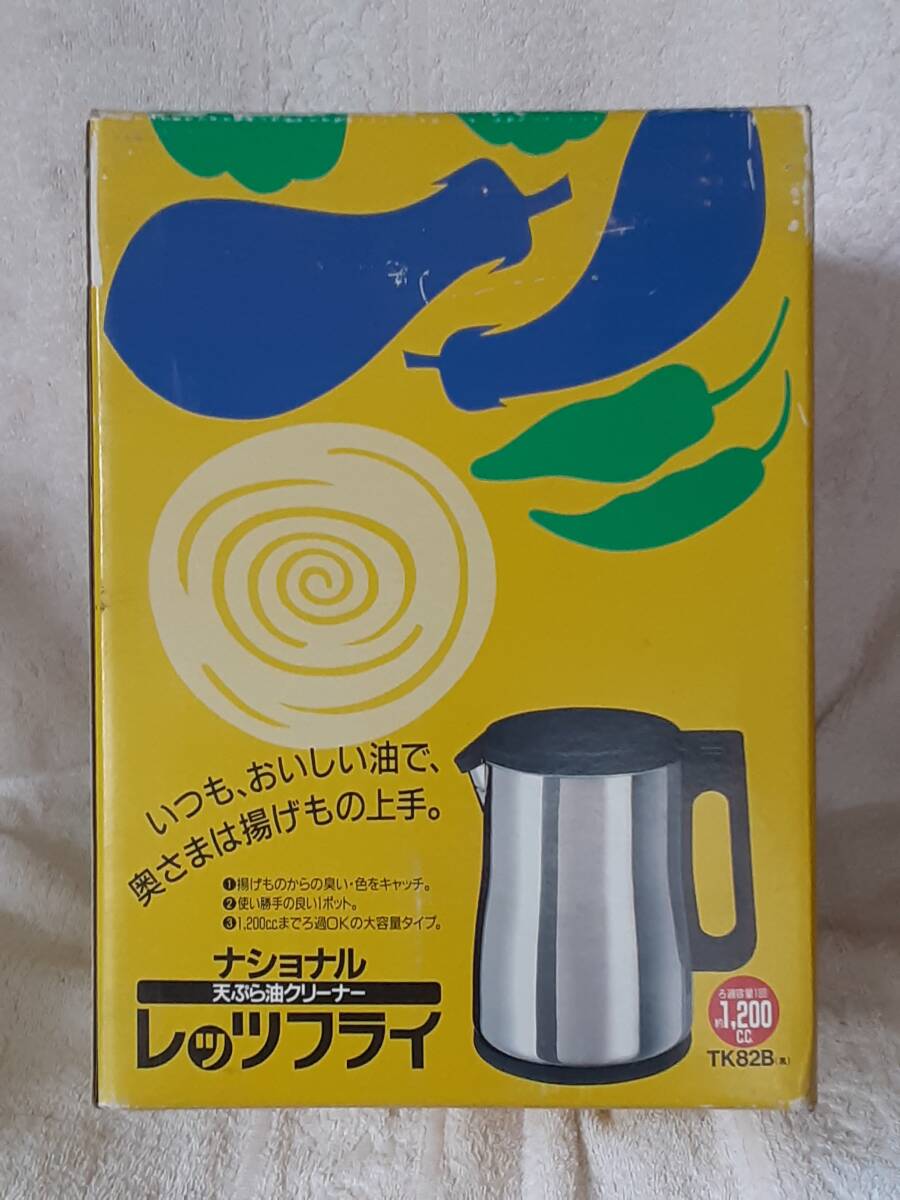 いつも、おいしい油で、
奥さまは揚げもの上手。
❶揚げものからの臭い・色をキャッチ。
❷使い勝手の良い1ポット。
❸1,200ccまでろ過OKの大容量タイプ。
ナショナル
天ぷら油クリーナー
レッツフライ
ろ過容量1回
約1,200
C.C.
TK82B(黒)